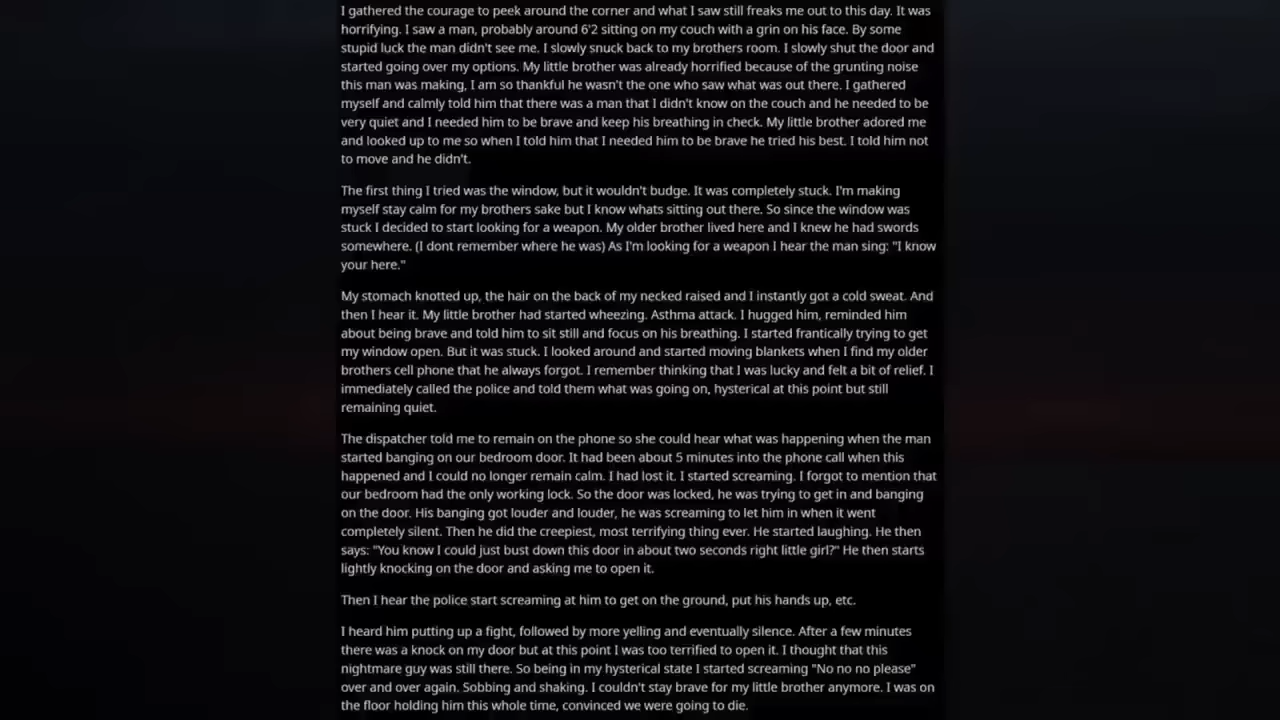 I gathered the courage to peek around the corner and what I saw still freaks me out to this day. It was
horrifying. I saw a man, probably around 6'2 sitting on my couch with a grin on his face. By some
stupid luck the man didn't see me. I slowly snuck back to my brothers room. I slowly shut the door and
started going over my options. My little brother was already horrified because of the grunting noise
this man was making, I am so thankful he wasn't the one who saw what was out there. I gathered
myself and calmly told him that there was a man that I didn't know on the couch and he needed to be
very quiet and I needed him to be brave and keep his breathing in check. My little brother adored me
and looked up to me so when I told him that I needed him to be brave he tried his best. I told him not
to move and he didn't.
The first thing I tried was the window, but it wouldn't budge. It was completely stuck. I'm making
myself stay calm for my brothers sake but I know whats sitting out there. So since the window was
stuck I decided to start looking for a weapon. My older brother lived here and I knew he had swords
somewhere. (I dont remember where he was) As I'm looking for a weapon I hear the man sing: "I know
your here."
My stomach knotted up, the hair on the back of my necked raised and I instantly got a cold sweat. And
then I hear it. My little brother had started wheezing. Asthma attack. I hugged him, reminded him
about being brave and told him to sit still and focus on his breathing. I started frantically trying to get
my window open. But it was stuck. I looked around and started moving blankets when I find my older
brothers cell phone that he always forgot. I remember thinking that I was lucky and felt a bit of relief. I
immediately called the police and told them what was going on, hysterical at this point but still
remaining quiet.
The dispatcher told me to remain on the phone so she could hear what was happening when the man
started banging on our bedroom door. It had been about 5 minutes into the phone call when this
happened and I could no longer remain calm. I had lost it. I started screaming. I forgot to mention that
our bedroom had the only working lock. So the door was locked, he was trying to get in and banging
on the door. His banging got louder and louder, he was screaming to let him in when it went
completely silent. Then he did the creepiest, most terrifying thing ever. He started laughing. He then
says: "You know I could just bust down this door in about two seconds right little girl?" He then starts
lightly knocking on the door and asking me to open it.
Then I hear the police start screaming at him to get on the ground, put his hands up, etc.
I heard him putting up a fight, followed by more yelling and eventually silence. After a few minutes
there was a knock on my door but at this point I was too terrified to open it. I thought that this
nightmare guy was still there. So being in my hysterical state I started screaming "No no no please"
over and over again. Sobbing and shaking. I couldn't stay brave for my little brother anymore. I was on
the floor holding him this whole time, convinced we were going to die.